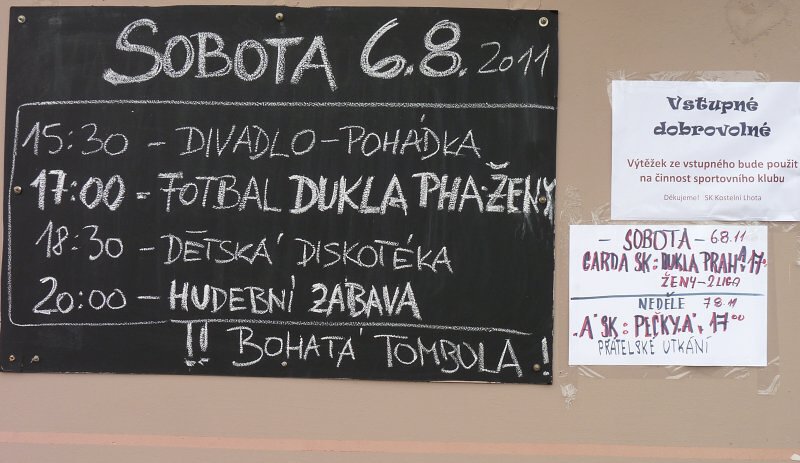 SOBOTA 6.8. 2011
15:30 - DIVADLO - POHÁDKA
17:00 - FOTBAL DUKLA PHA-ŽENY
18:30 - DĚTSKÁ DISKOTÉKA
20:00 - HUDEBNÍ ZÁBAVA
!! BOHATÁ TOMBOLA !
Vstupné
dobrovolné
Výtěžek ze vstupného bude použit
na činnost sportovního klubu
Děkujeme! SK Kostelní Lhota
- SOBOTA - 6.8.11
GARDA SK : DUKLA PRAHA 17.
ŽENY - 2 LIGA
NEDĚLE 7.8.11
"A" SK : PEČKY "A", 17⁰⁰
PŘÁTELSKÉ UTKÁNÍ